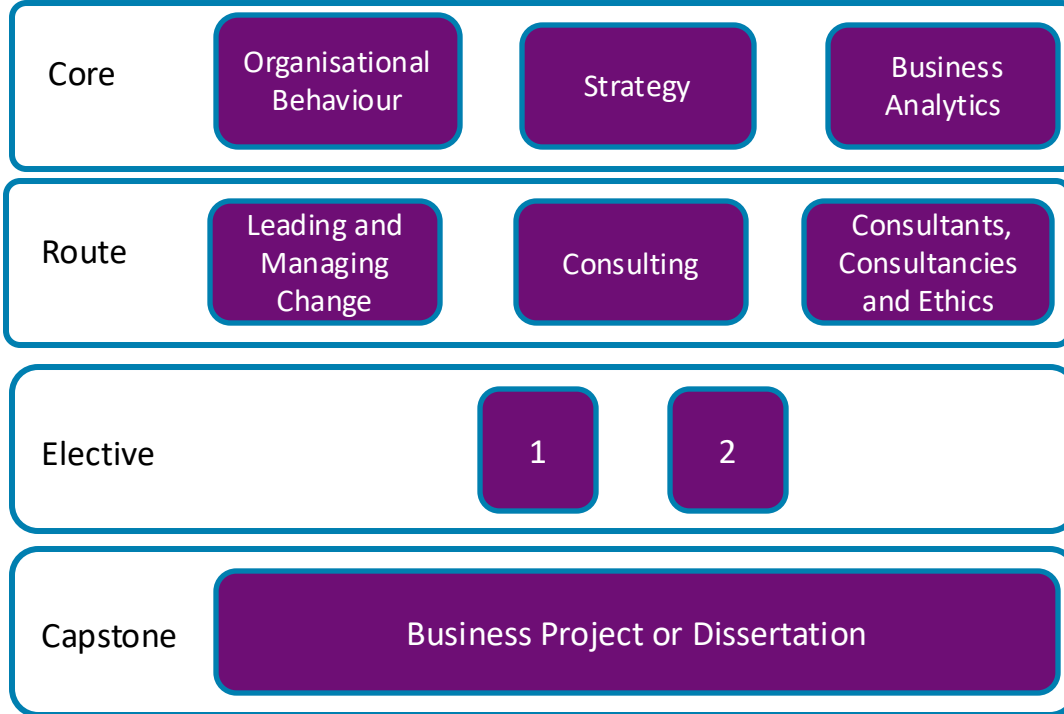 Core
Organisational
Behaviour
Strategy
Business
Analytics
Route
Leading and
Managing
Change
Consulting
Consultants,
Consultancies
and Ethics
Elective
1
2
Capstone
Business Project or Dissertation